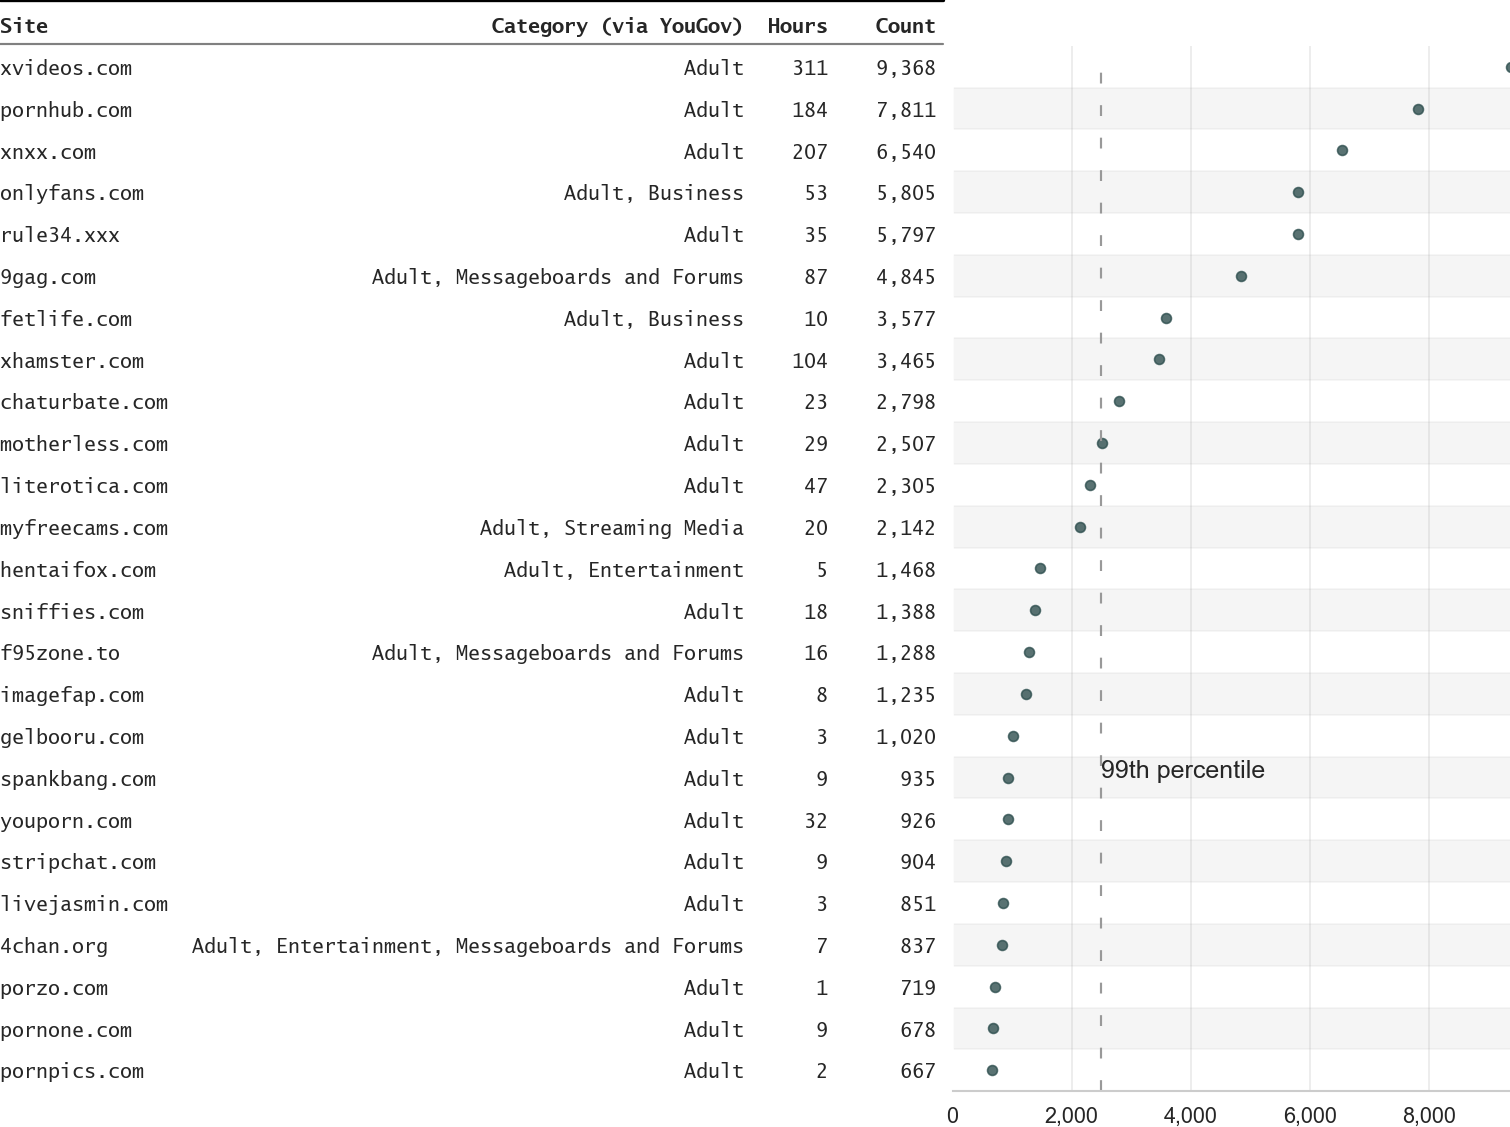 Site Category (via YouGov) Hours Count
xvideos.com Adult 311 9,368
pornhub.com Adult 184 7,811
xnxx.com Adult 207 6,540
onlyfans.com Adult, Business 53 5,805
rule34.xxx Adult 35 5,797
9gag.com Adult, Messageboards and Forums 87 4,845
fetlife.com Adult, Business 10 3,577
xhamster.com Adult 104 3,465
chaturbate.com Adult 23 2,798
motherless.com Adult 29 2,507
literotica.com Adult 47 2,305
myfreecams.com Adult, Streaming Media 20 2,142
hentaifox.com Adult, Entertainment 5 1,468
sniffies.com Adult 18 1,388
f95zone.to Adult, Messageboards and Forums 16 1,288
imagefap.com Adult 8 1,235
gelbooru.com Adult 3 1,020
spankbang.com Adult 9 935 99th percentile
youporn.com Adult 32 926
stripchat.com Adult 9 904
livejasmin.com Adult 3 851
4chan.org Adult, Entertainment, Messageboards and Forums 7 837
porzo.com Adult 1 719
pornone.com Adult 9 678
pornpics.com Adult 2 667
0 2,000 4,000 6,000 8,000